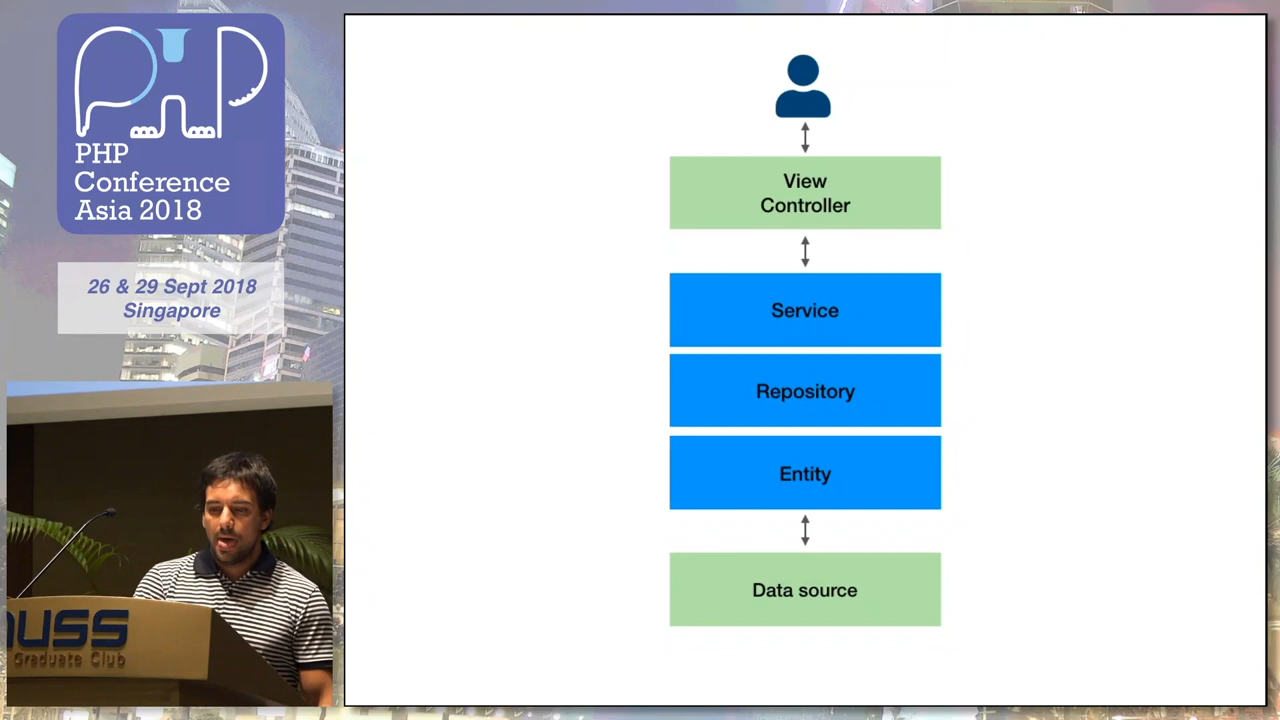 PHP
Conference
Asia 2018
26 & 29 Sept 2018
Singapore
View
Controller
Service
Repository
Entity
Data source
uss
Graduate Club